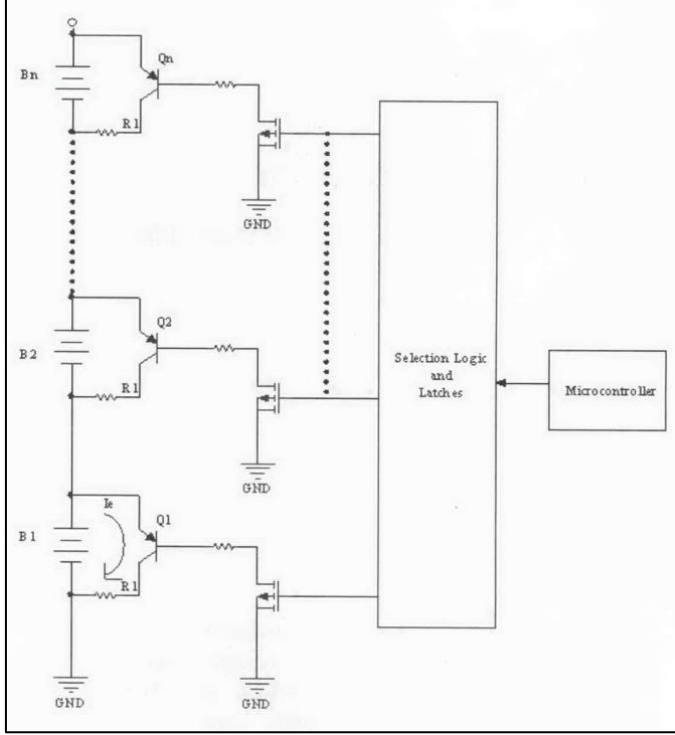 Qn
Bn
R1
GND
Q2
B2
R1
GND
Selection Logic
and
Latches
Microcontroller
Ie
Q1
B1
R1
GND
GND